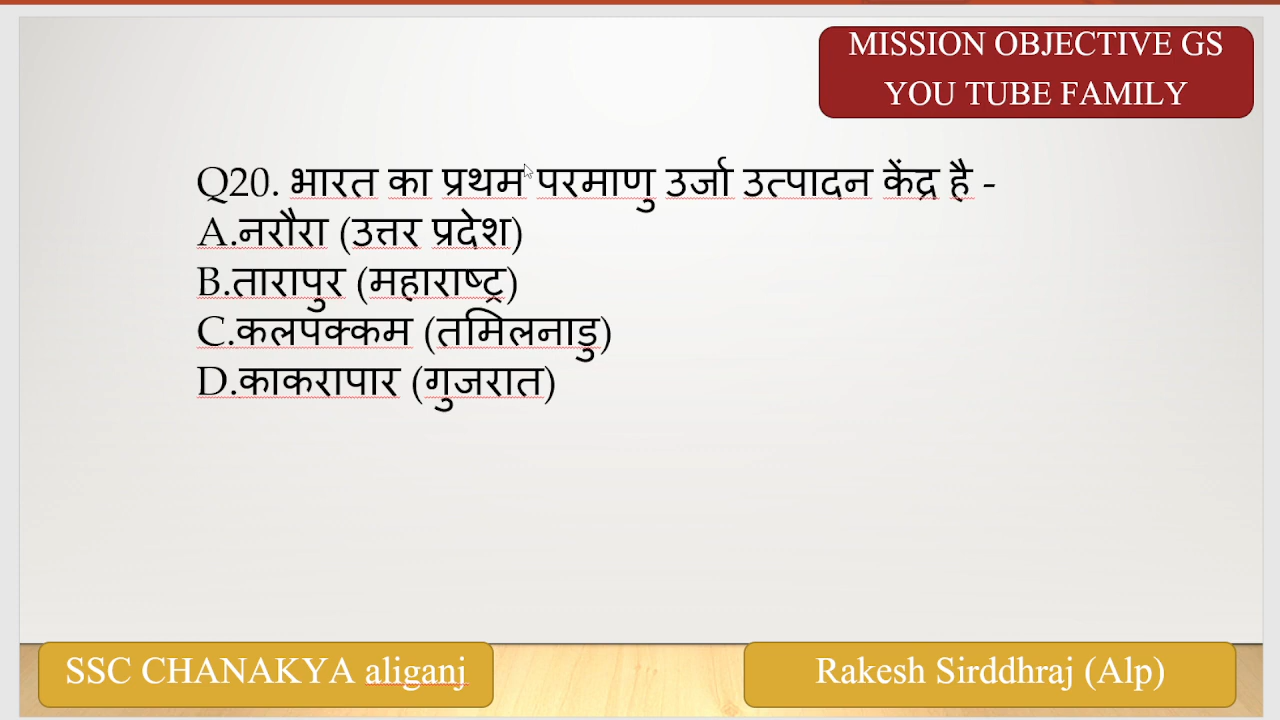 MISSION OBJECTIVE GS
YOU TUBE FAMILY
Q20. भारत का प्रथम परमाणु उर्जा उत्पादन केंद्र है -
A.नरौरा (उत्तर प्रदेश)
B.तारापुर (महाराष्ट्र)
C.कलपक्कम (तमिलनाडु)
D.काकरापार (गुजरात)
SSC CHANAKYA aliganj
Rakesh Sirddhraj (Alp)